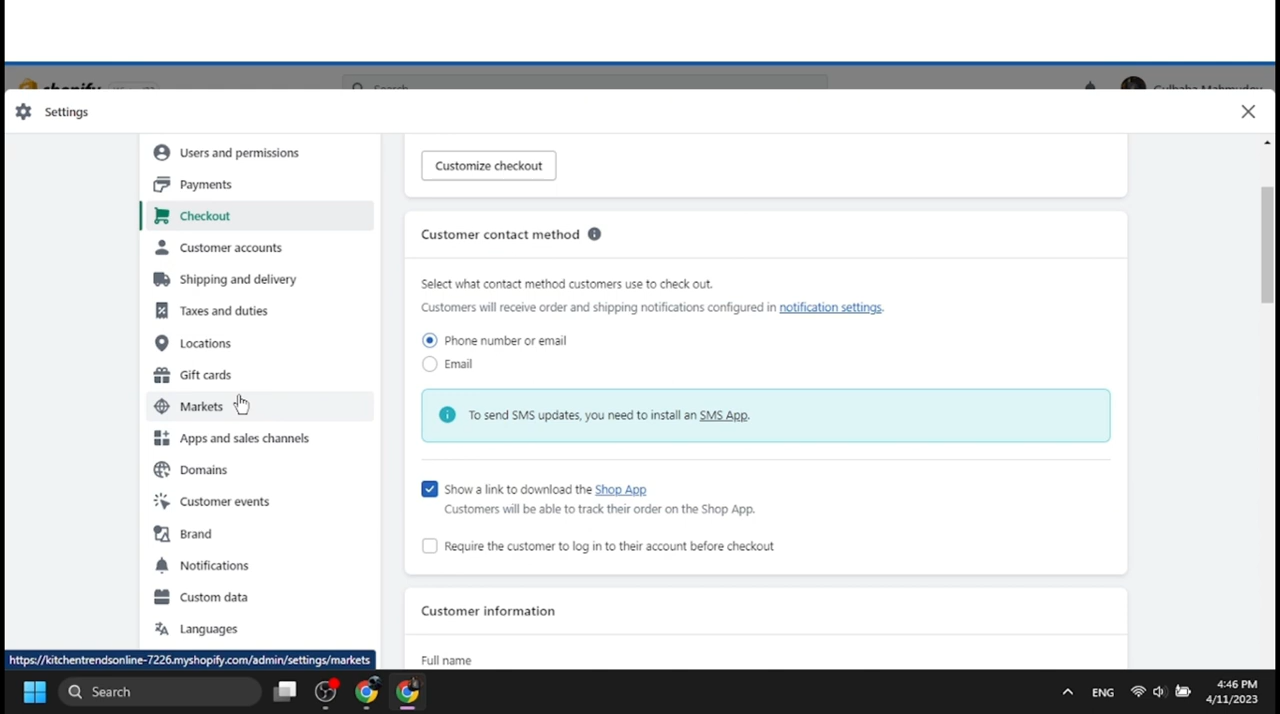 shopify
Search
Gulbaba Mahmudov
Settings
Users and permissions
Payments
Checkout
Customer accounts
Shipping and delivery
Taxes and duties
Locations
Gift cards
Markets
Apps and sales channels
Domains
Customer events
Brand
Notifications
Custom data
Languages
Customize checkout
Customer contact method
Select what contact method customers use to check out.
Customers will receive order and shipping notifications configured in notification settings.
Phone number or email
Email
To send SMS updates, you need to install an SMS App.
Show a link to download the Shop App
Customers will be able to track their order on the Shop App.
Require the customer to log in to their account before checkout
Customer information
Full name
https://kitchentrendsonline-7226.myshopify.com/admin/settings/markets
Search
ENG
4:46 PM
4/11/2023